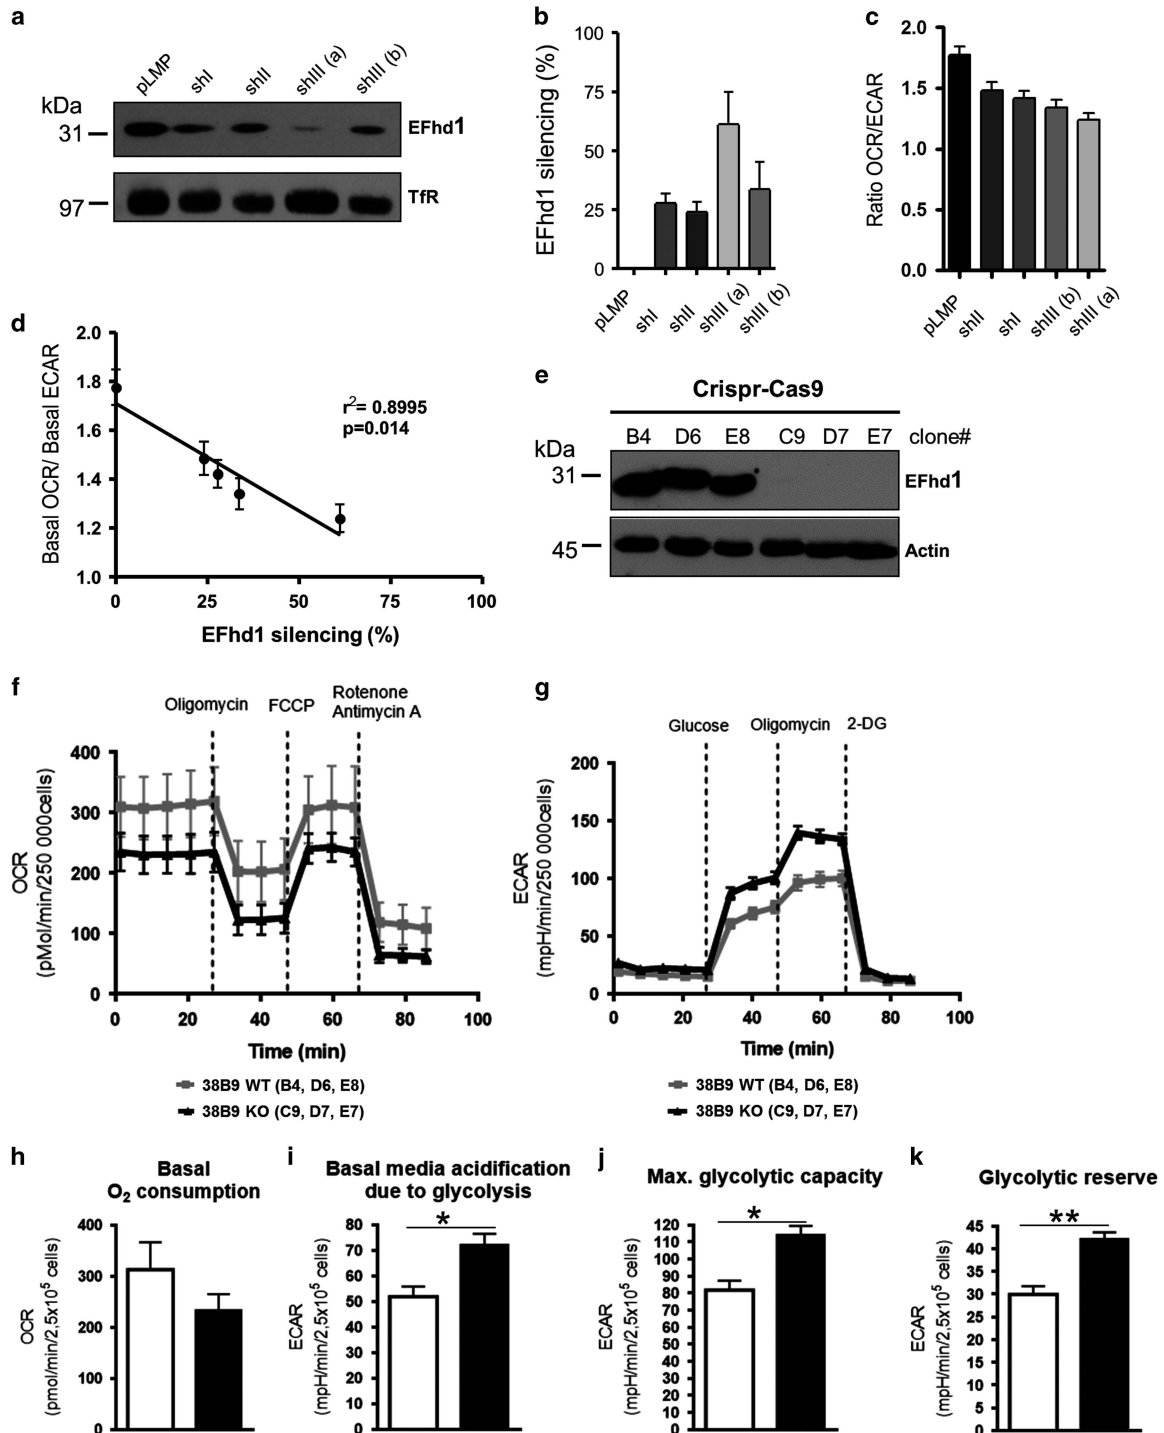 a
pLMP shI shII shIII (a) shIII (b)
kDa
31
EFhd1
97
TfR
b
EFhd1 silencing (%)
100
75
50
25
0
pLMP shI shII shIII (a) shIII (b)
c
Ratio OCR/ECAR
2.0
1.5
1.0
0.5
0.0
pLMP shII shI shIII (b) shIII (a)
d
Basal OCR/ Basal ECAR
2.0
1.8
1.6
1.4
1.2
1.0
r2= 0.8995
p=0.014
0 25 50 75 100
EFhd1 silencing (%)
e
Crispr-Cas9
B4 D6 E8 C9 D7 E7 clone#
kDa
31
EFhd1
45
Actin
f
Oligomycin FCCP Rotenone
Antimycin A
OCR
(pMol/min/250 000cells)
400
300
200
100
0
0 20 40 60 80 100
Time (min)
38B9 WT (B4, D6, E8)
38B9 KO (C9, D7, E7)
g
Glucose Oligomycin 2-DG
ECAR
(mpH/min/250 000cells)
200
150
100
50
0
0 20 40 60 80 100
Time (min)
38B9 WT (B4, D6, E8)
38B9 KO (C9, D7, E7)
h
Basal
O2 consumption
OCR
(pmol/min/2,5x10⁵ cells)
400
300
200
100
0
i
Basal media acidification
due to glycolysis
ECAR
(mpH/min/2,5x10⁵ cells)
80
70
60
50
40
30
20
10
0
*
j
Max. glycolytic capacity
ECAR
(mpH/min/2,5x10⁵ cells)
120
110
100
90
80
70
60
50
40
30
20
10
0
*
k
Glycolytic reserve
ECAR
(mpH/min/2,5x10⁵ cells)
45
40
35
30
25
20
15
10
5
0
**